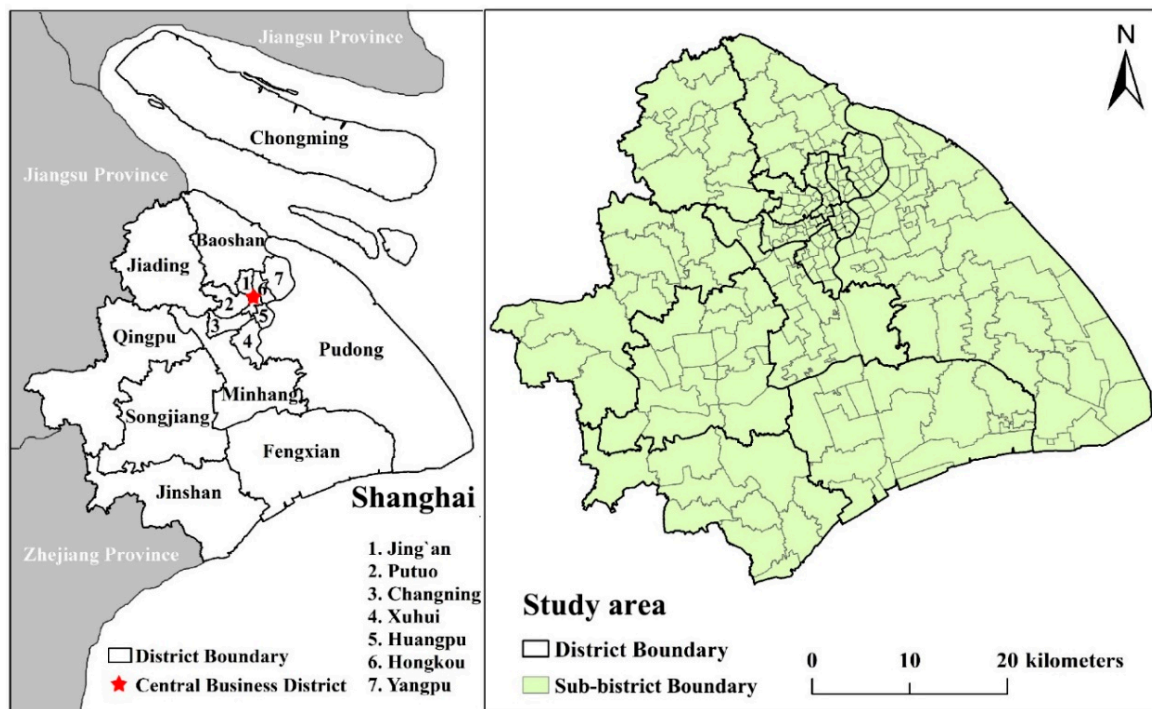 Jiangsu Province
Chongming
Jiangsu Province
Baoshan
Jiading
1
7
6
2
5
3
Qingpu
4
Pudong
Minhang
Songjiang
Fengxian
Jinshan
Shanghai
Zhejiang Province
1. Jing`an
2. Putuo
3. Changning
4. Xuhui
5. Huangpu
6. Hongkou
7. Yangpu
District Boundary
Central Business District
N
Study area
District Boundary
Sub-bistrict Boundary
0 10 20 kilometers